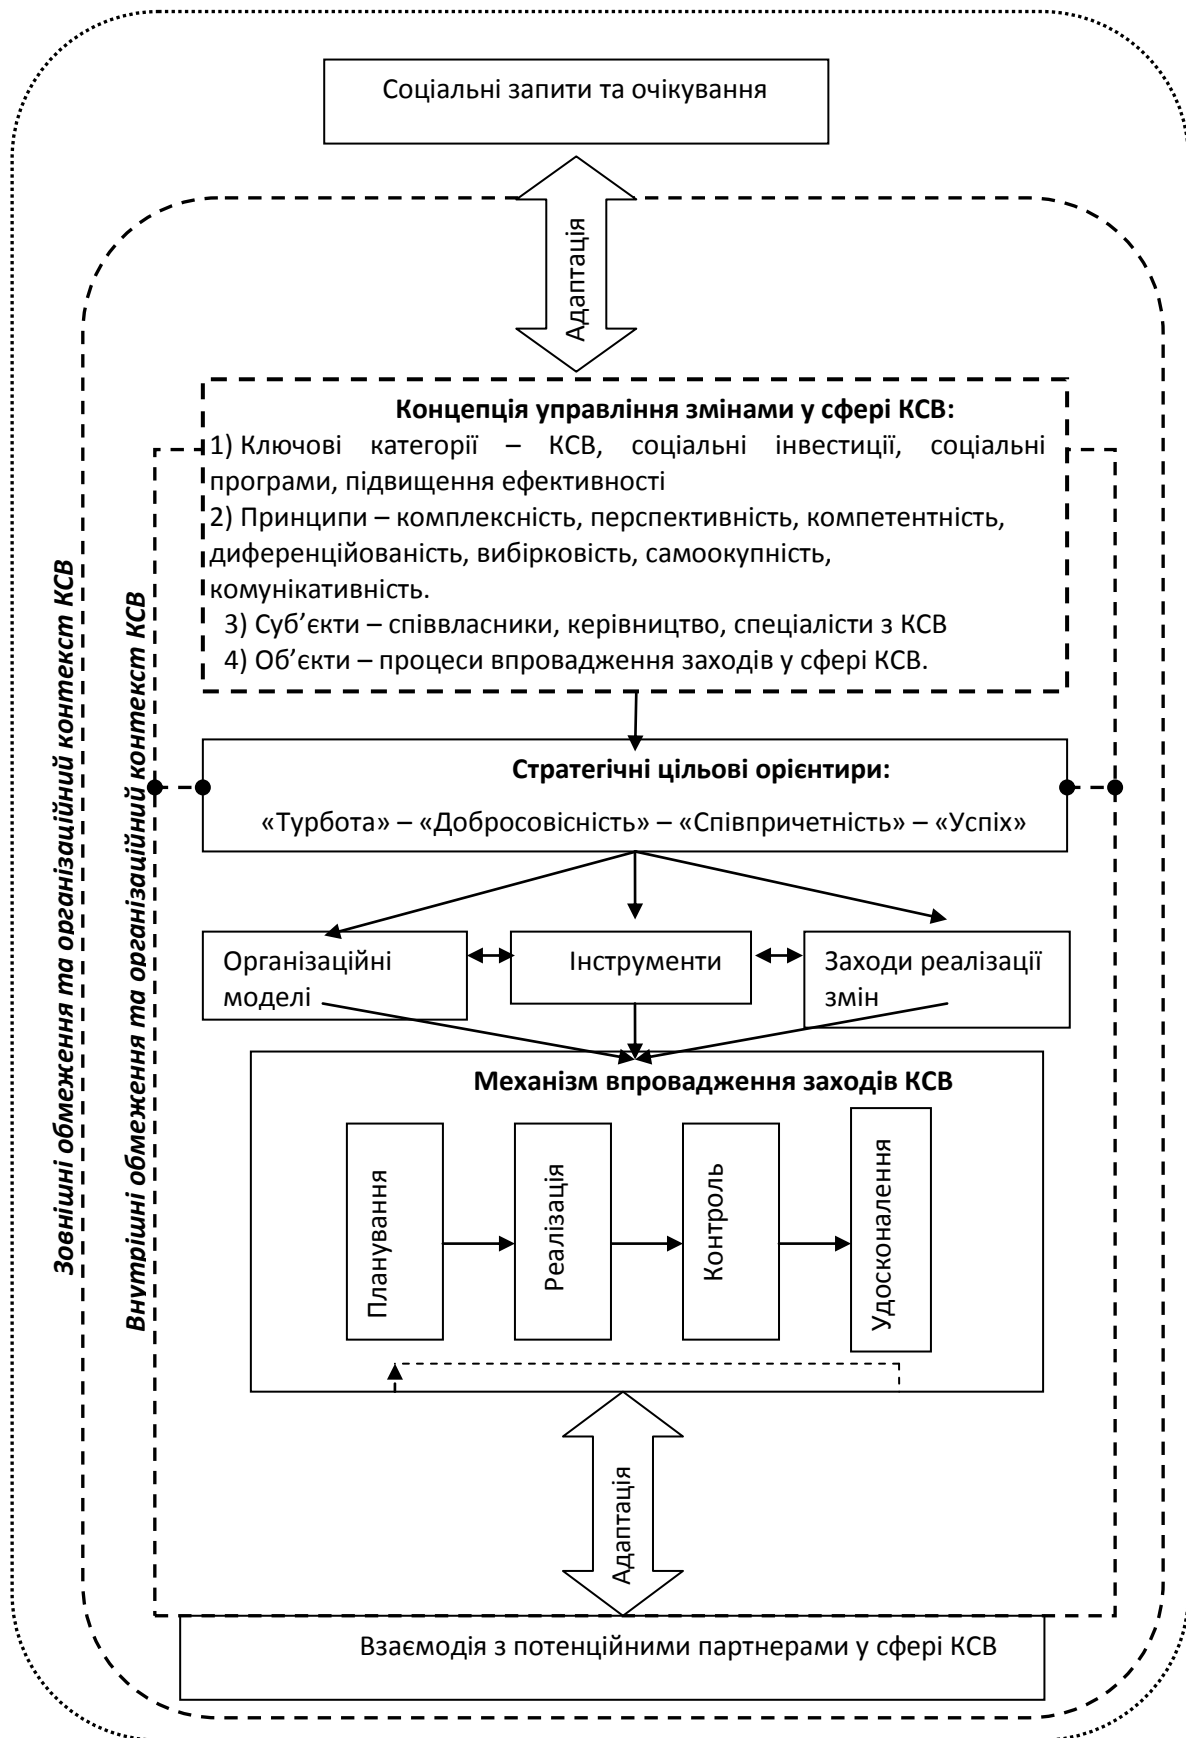 Соціальні запити та очікування
Адаптація
Концепція управління змінами у сфері КСВ:
1) Ключові категорії – КСВ, соціальні інвестиції, соціальні
програми, підвищення ефективності
2) Принципи – комплексність, перспективність, компетентність,
диференційованість, вибірковість, самоокупність,
комунікативність.
3) Суб’єкти – співвласники, керівництво, спеціалісти з КСВ
4) Об’єкти – процеси впровадження заходів у сфері КСВ.
Зовнішні обмеження та організаційний контекст КСВ
Внутрішні обмеження та організаційний контекст КСВ
Стратегічні цільові орієнтири:
«Турбота» – «Добросовісність» – «Співпричетність» – «Успіх»
Організаційні
моделі
Інструменти
Заходи реалізації
змін
Механізм впровадження заходів КСВ
Планування
Реалізація
Контроль
Удосконалення
Адаптація
Взаємодія з потенційними партнерами у сфері КСВ